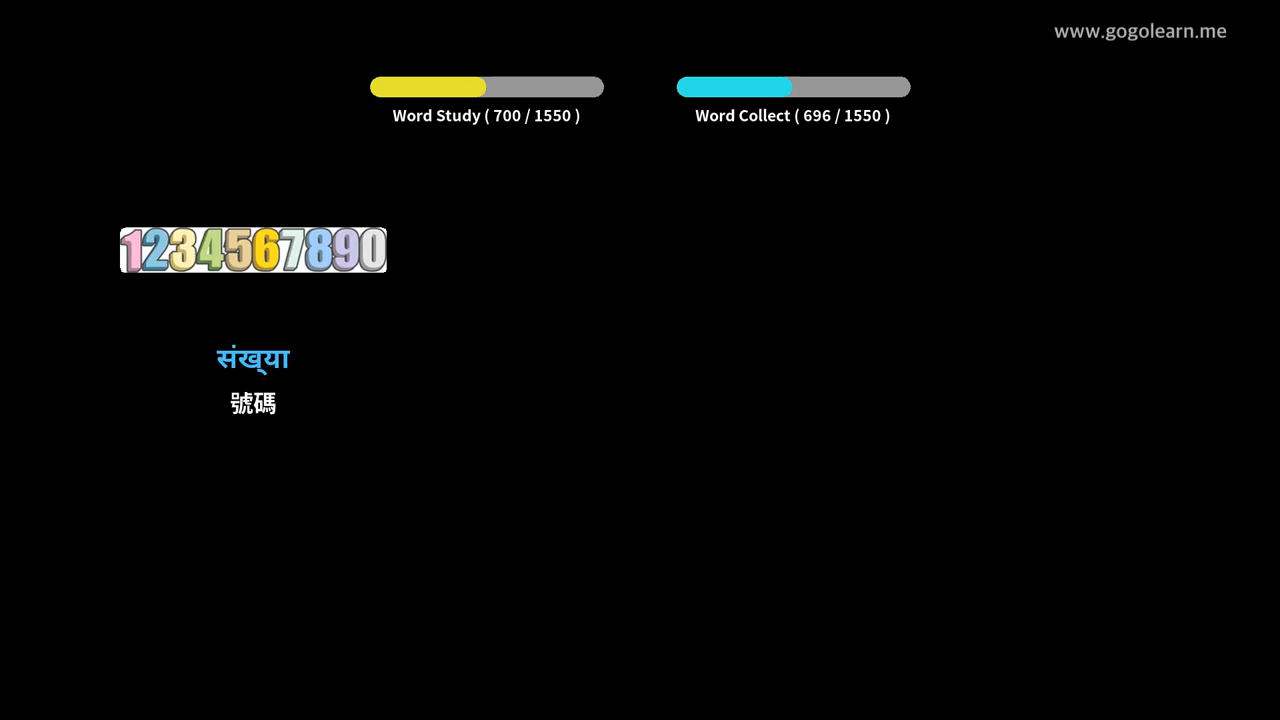 www.gogolearn.me
Word Study ( 700 / 1550 )
Word Collect ( 696 / 1550 )
1234567890
संख्या
號碼